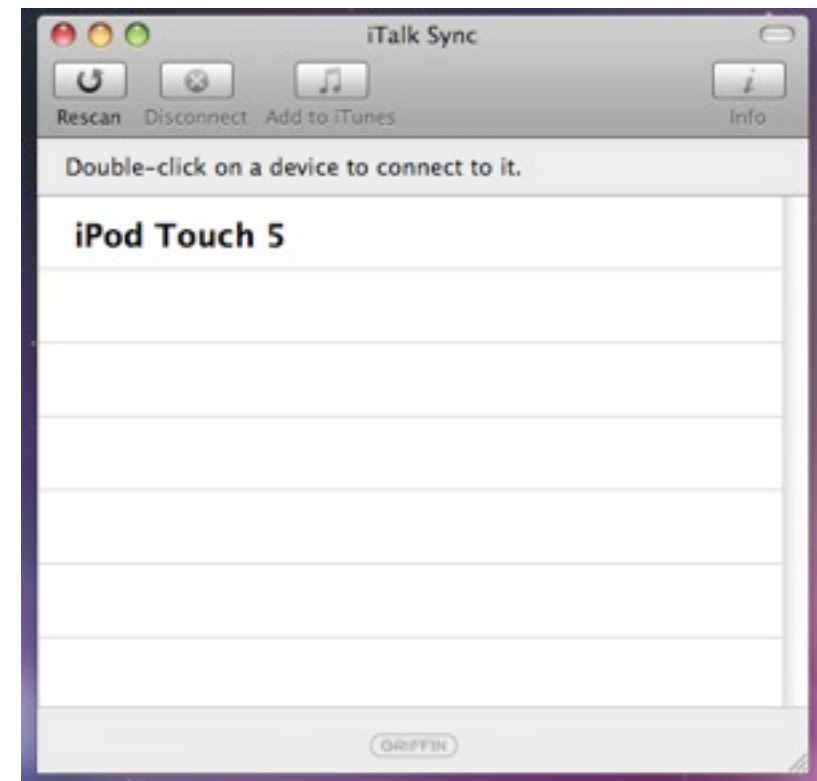 iTalk Sync
Rescan Disconnect Add to iTunes Info
Double-click on a device to connect to it.
iPod Touch 5
GRIFFIN